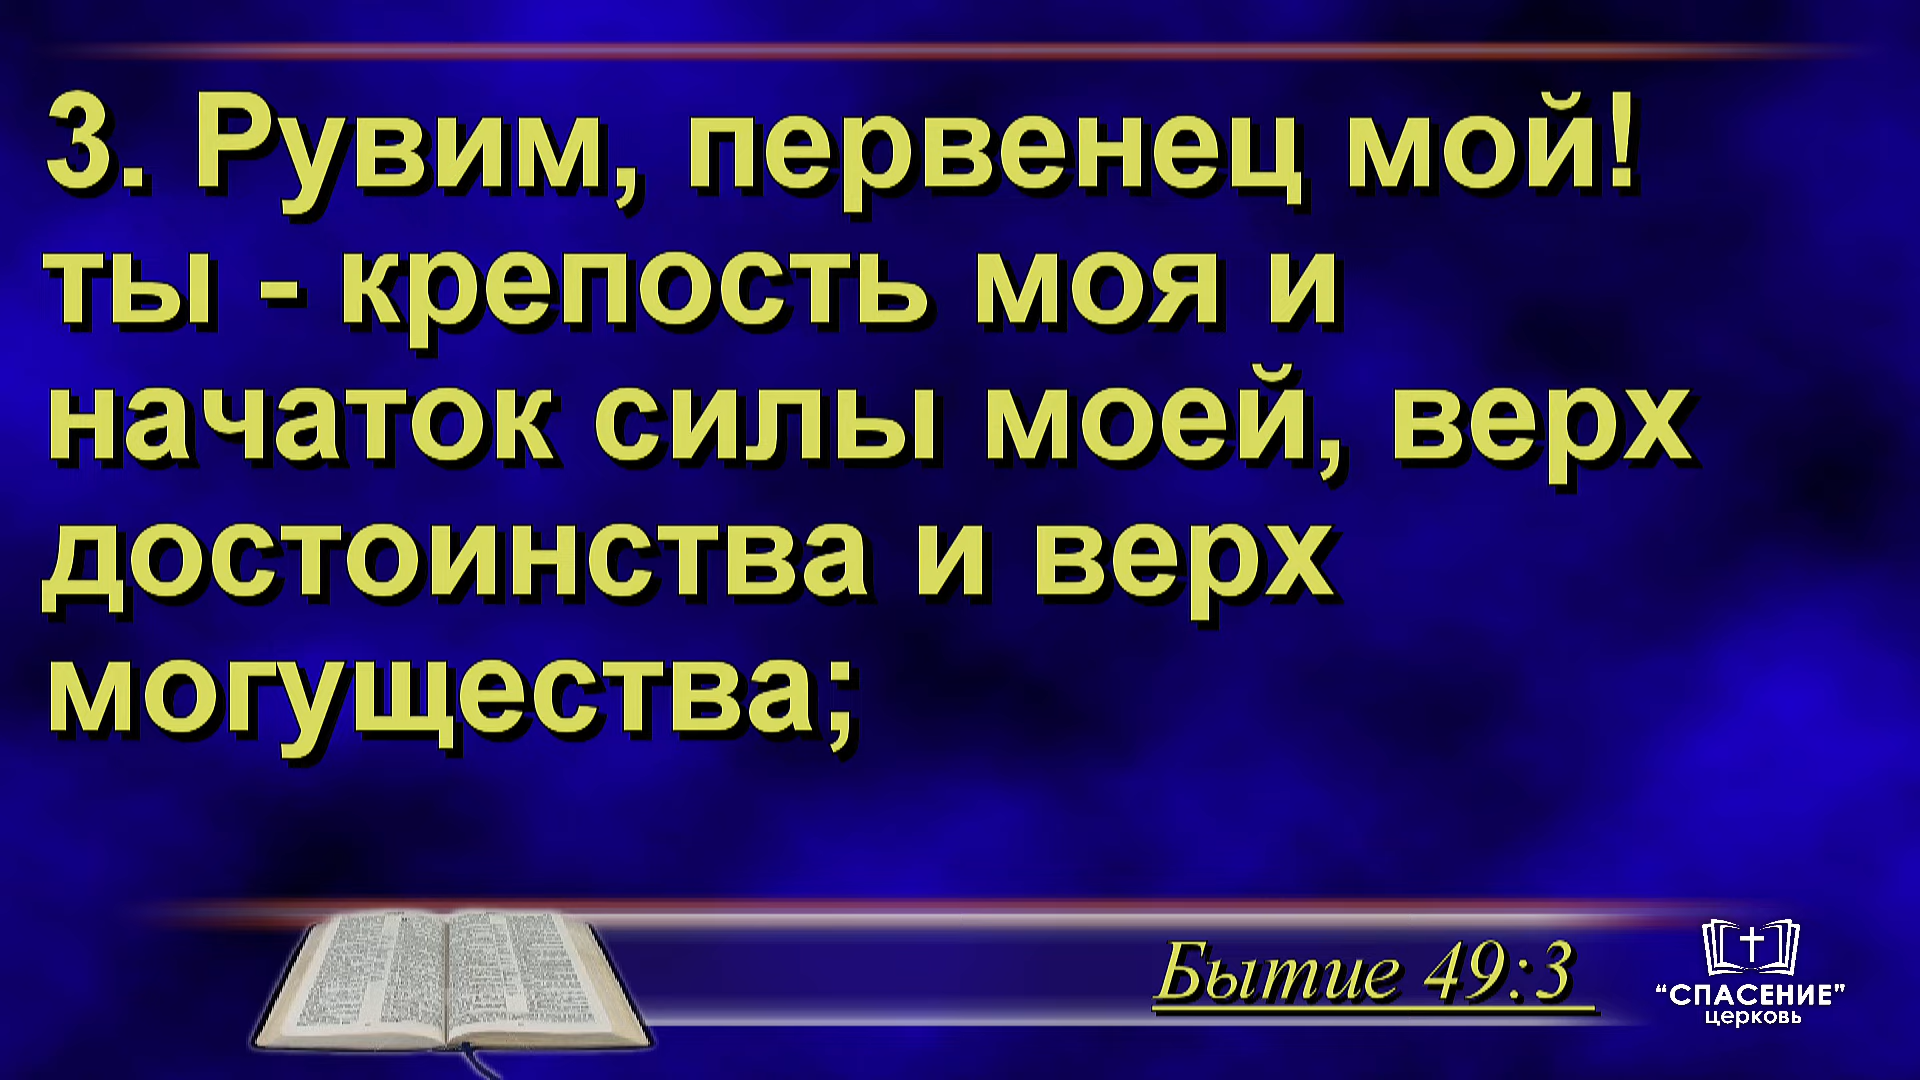 3. Рувим, первенец мой!
ты - крепость моя и
начаток силы моей, верх
достоинства и верх
могущества;
Бытие 49:3
“СПАСЕНИЕ”
церковь